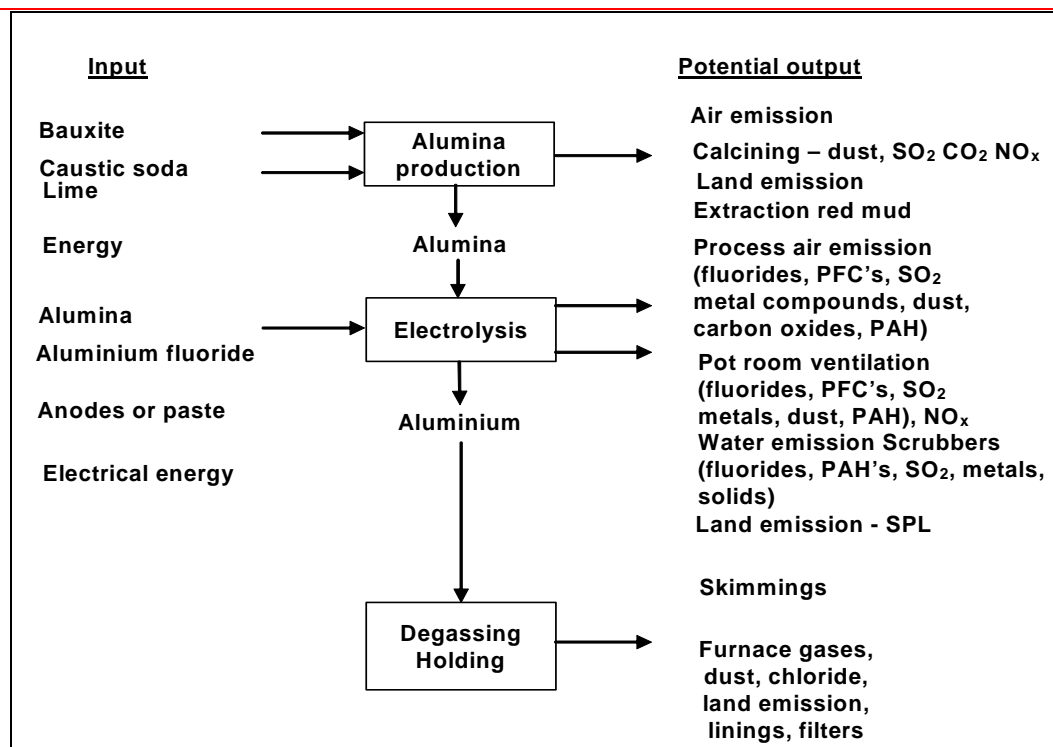 Input
Potential output
Bauxite
Caustic soda
Lime
Energy
Alumina
Aluminium fluoride
Anodes or paste
Electrical energy
Alumina
production
Alumina
Electrolysis
Aluminium
Degassing
Holding
Air emission
Calcining – dust, SO₂ CO₂ NOₓ
Land emission
Extraction red mud
Process air emission
(fluorides, PFC's, SO₂
metal compounds, dust,
carbon oxides, PAH)
Pot room ventilation
(fluorides, PFC's, SO₂
metals, dust, PAH), NOₓ
Water emission Scrubbers
(fluorides, PAH's, SO₂, metals,
solids)
Land emission - SPL
Skimmings
Furnace gases,
dust, chloride,
land emission,
linings, filters